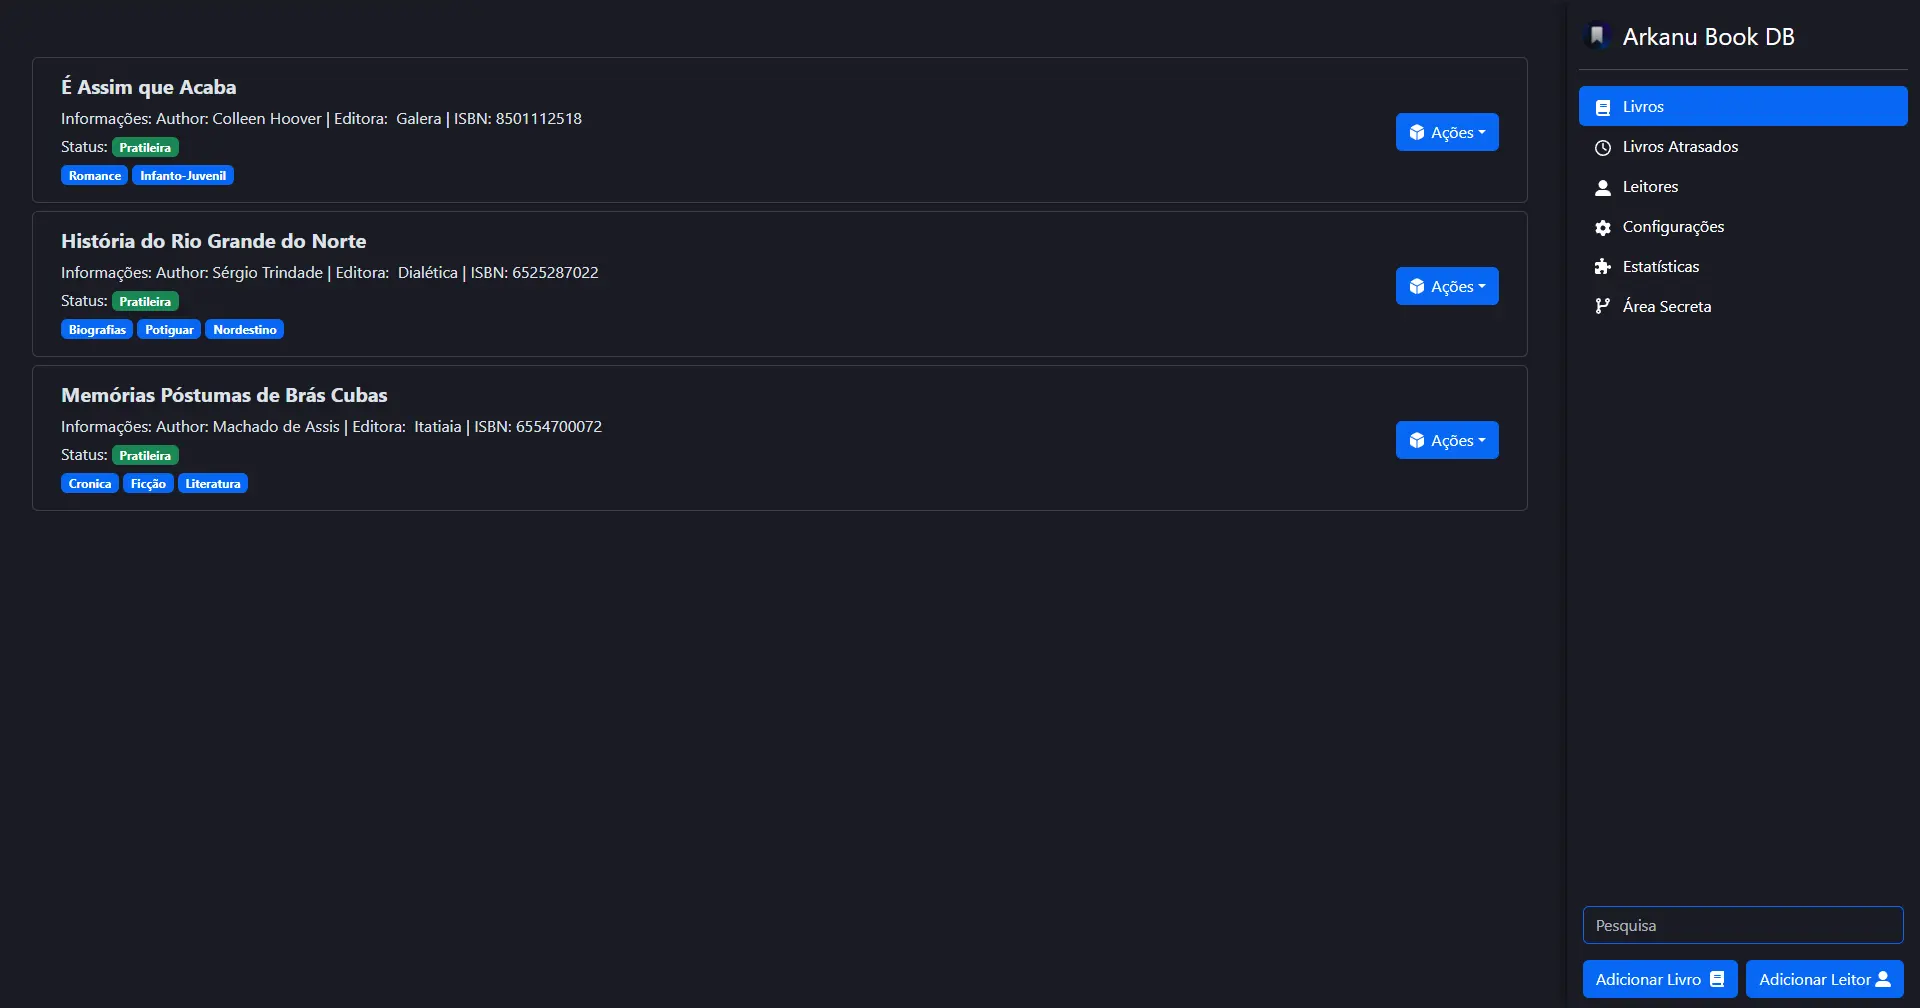 É Assim que Acaba
Informações: Author: Colleen Hoover | Editora: Galera | ISBN: 8501112518
Status: Pratileira
Romance Infanto-Juvenil
Ações
História do Rio Grande do Norte
Informações: Author: Sérgio Trindade | Editora: Dialética | ISBN: 6525287022
Status: Pratileira
Biografias Potiguar Nordestino
Ações
Memórias Póstumas de Brás Cubas
Informações: Author: Machado de Assis | Editora: Itatiaia | ISBN: 6554700072
Status: Pratileira
Cronica Ficção Literatura
Ações
Arkanu Book DB
Livros
Livros Atrasados
Leitores
Configurações
Estatísticas
Área Secreta
Pesquisa
Adicionar Livro Adicionar Leitor